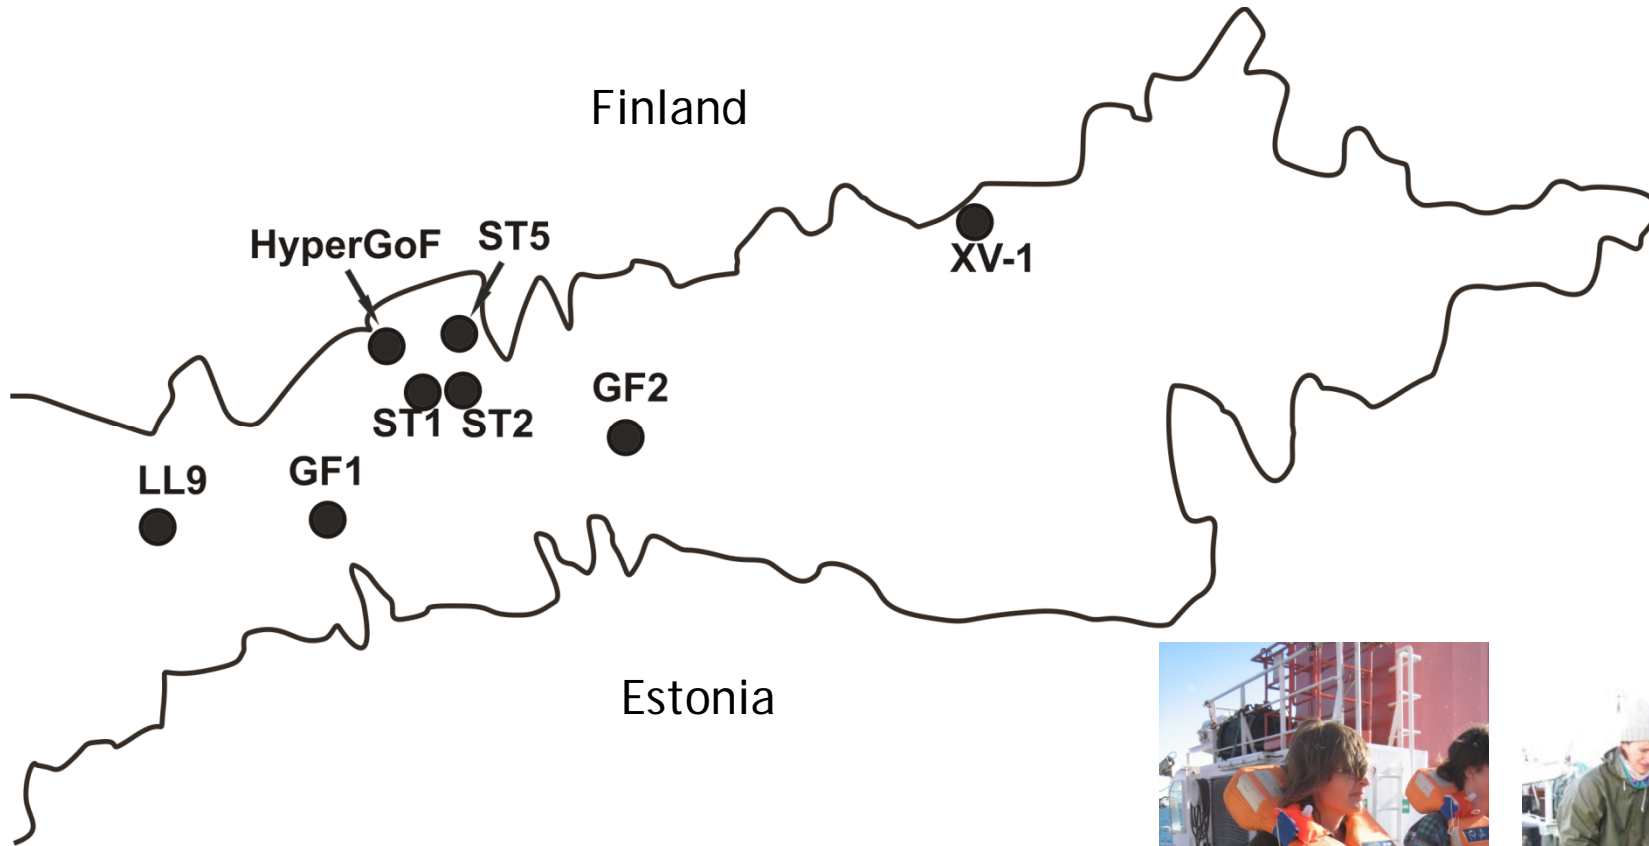 Finland
HyperGoF
ST5
XV-1
ST1
ST2
GF2
LL9
GF1
Estonia